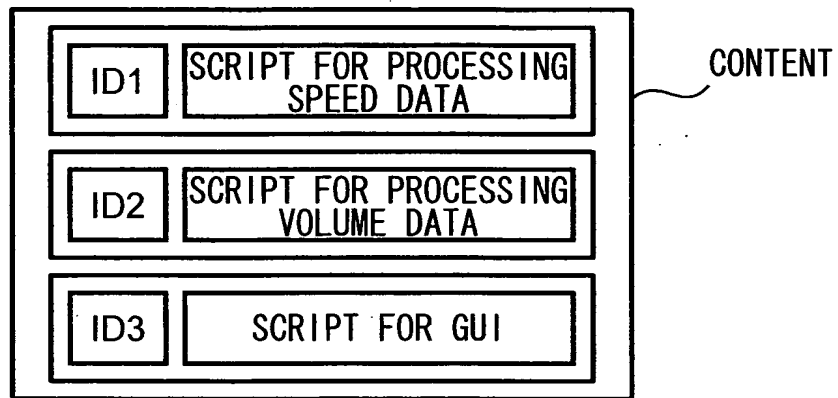 ID1
SCRIPT FOR PROCESSING
SPEED DATA
CONTENT
ID2
SCRIPT FOR PROCESSING
VOLUME DATA
ID3
SCRIPT FOR GUI